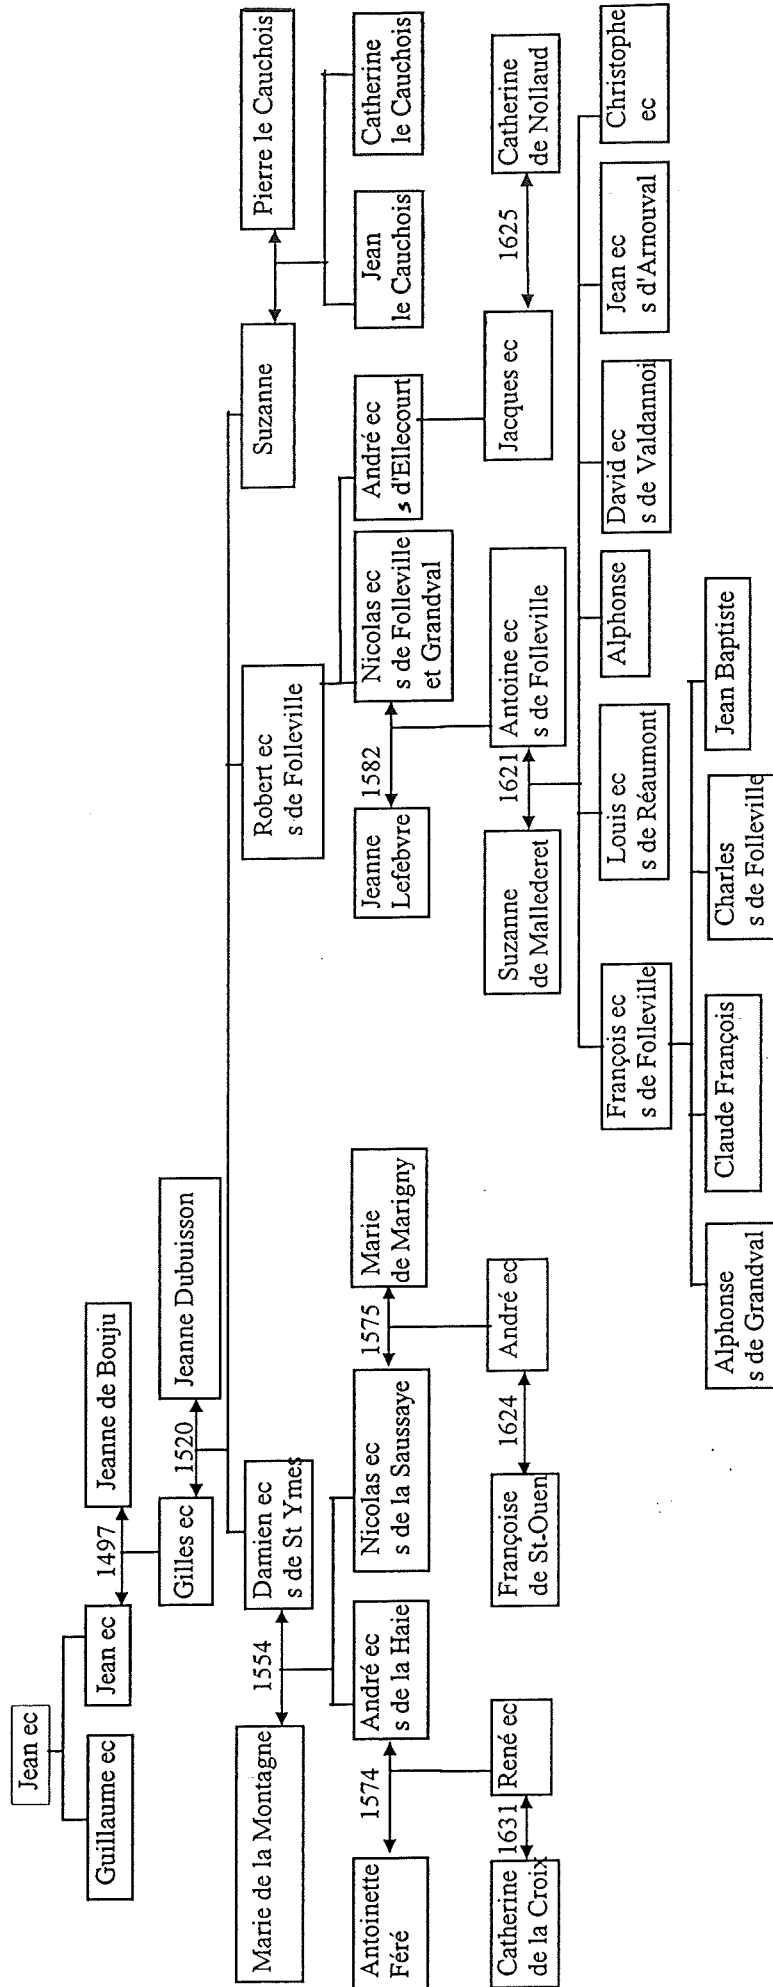 Jean ec
Guillaume ec
Jean ec
1497
Jeanne de Bouju
Gilles ec
1520
Jeanne Dubuisson
Marie de la Montagne
1554
Damien ec
s de St Ymes
Robert ec
s de Folleville
Suzanne
Pierre le Cauchois
Antoinette
Féré
1574
André ec
s de la Haie
Nicolas ec
s de la Saussaye
1575
Marie
de Marigny
Jeanne
Lefebvre
1582
Nicolas ec
s de Folleville
et Grandval
André ec
s d'Ellecourt
Jean
le Cauchois
Catherine
le Cauchois
Catherine
de la Croix
1631
René ec
Françoise
de St-Ouen
1624
André ec
Suzanne
de Mallederet
1621
Antoine ec
s de Folleville
Jacques ec
1625
Catherine
de Nollaud
François ec
s de Folleville
Louis ec
s de Réaumont
Alphonse
David ec
s de Valdannoi
Jean ec
s d'Arnouval
Christophe
ec
Alphonse
s de Grandval
Claude François
Charles
s de Folleville
Jean Baptiste